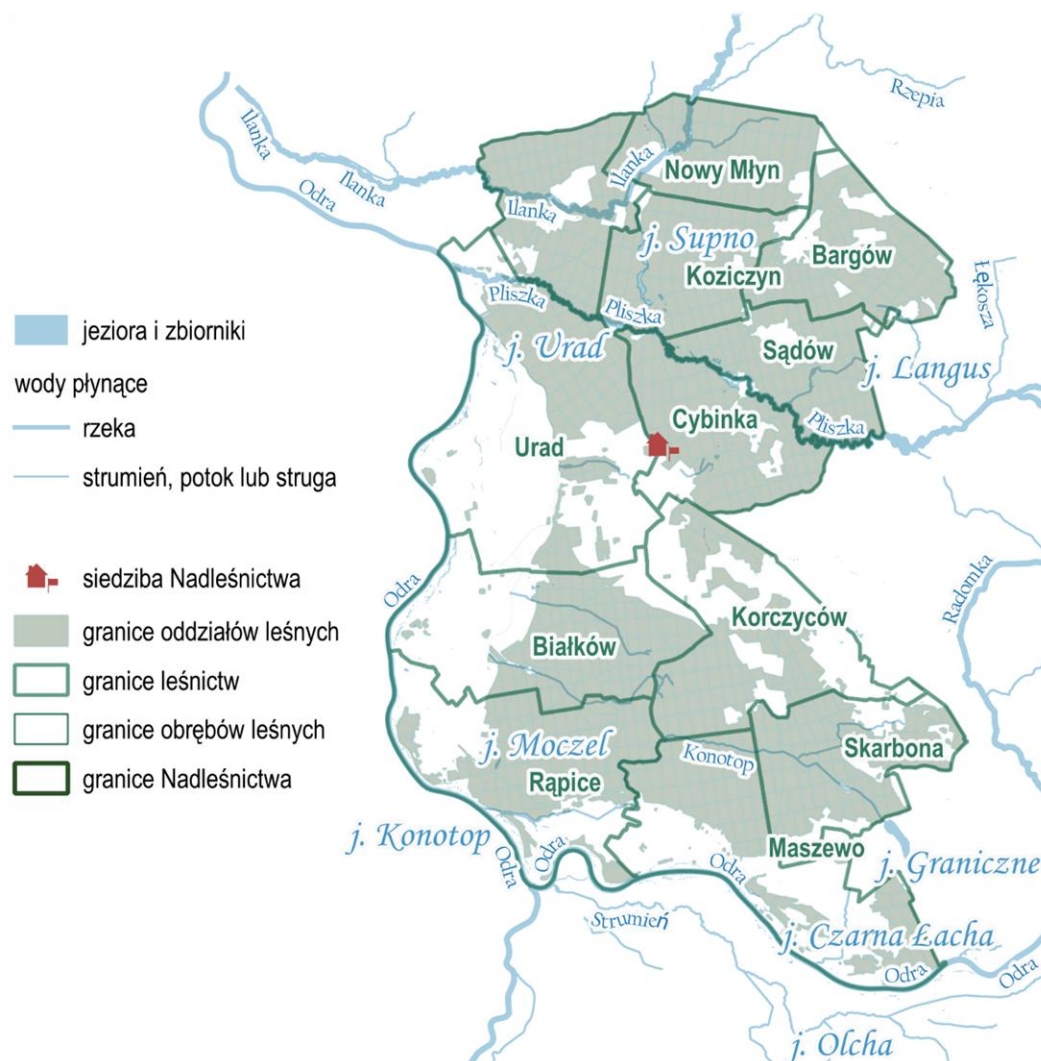 Rzepia
Ilanka
Ilanka
Odra
Ilanka
Ilanka
Nowy Młyn
j. Supno
Koziczyn
Bargów
Łękosza
Pliszka
Pliszka
j. Urad
Sądów
j. Langus
Cybinka
Pliszka
Urad
jeziora i zbiorniki
wody płynące
rzeka
strumień, potok lub struga
siedziba Nadleśnictwa
granice oddziałów leśnych
granice leśnictw
granice obrębów leśnych
granice Nadleśnictwa
Odra
Radomka
Korczyców
Białków
j. Moczel
Rąpice
Konotop
Skarbona
j. Konotop
Odra
Odra
Maszewo
Odra
j. Graniczne
Strumień
j. Czarna Łacha
Odra
Odra
j. Olcha